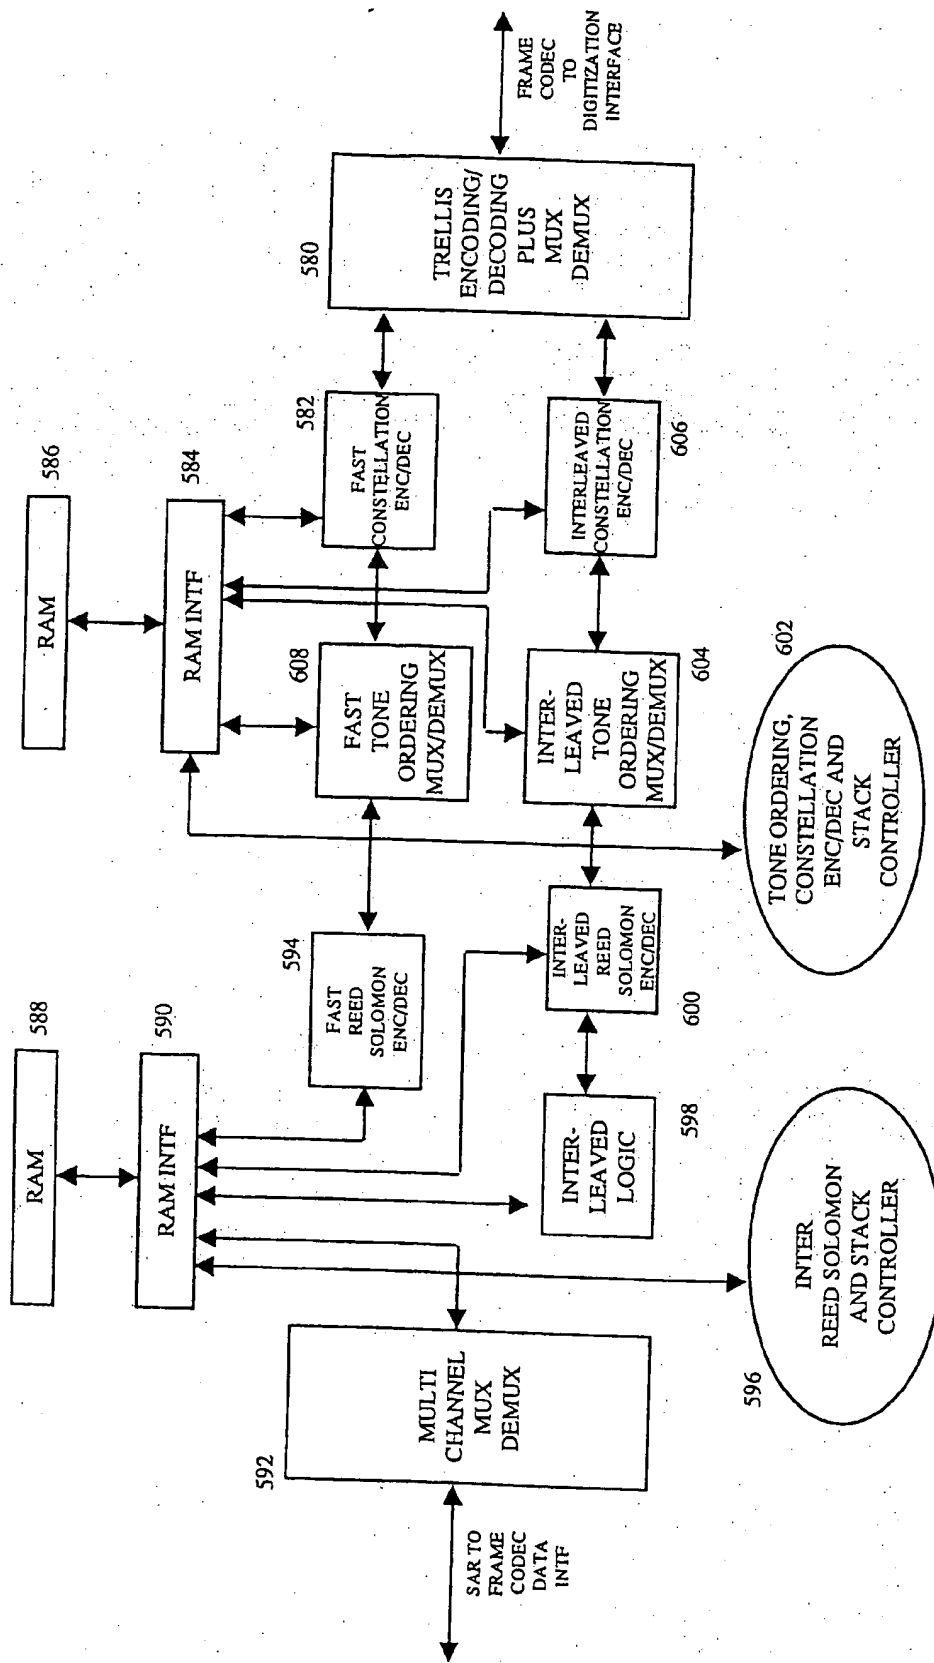 RAM
588
RAM
586
RAM INTF
590
RAM INTF
584
SAR TO
FRAME
CODEC
DATA
INTF
592
MULTI
CHANNEL
MUX
DEMUX
594
FAST
REED
SOLOMON
ENC/DEC
608
FAST
TONE
ORDERING
MUX/DEMUX
582
FAST
CONSTELLATION
ENC/DEC
580
TRELLIS
ENCODING/
DECODING
PLUS
MUX
DEMUX
FRAME
CODEC
TO
DIGITIZATION
INTERFACE
INTER-
LEAVED
LOGIC
598
INTER-
LEAVED
REED
SOLOMON
ENC/DEC
600
INTER-
LEAVED
TONE
ORDERING
MUX/DEMUX
604
INTERLEAVED
CONSTELLATION
ENC/DEC
606
596
INTER
REED SOLOMON
AND STACK
CONTROLLER
602
TONE ORDERING,
CONSTELLATION
ENC/DEC AND
STACK
CONTROLLER